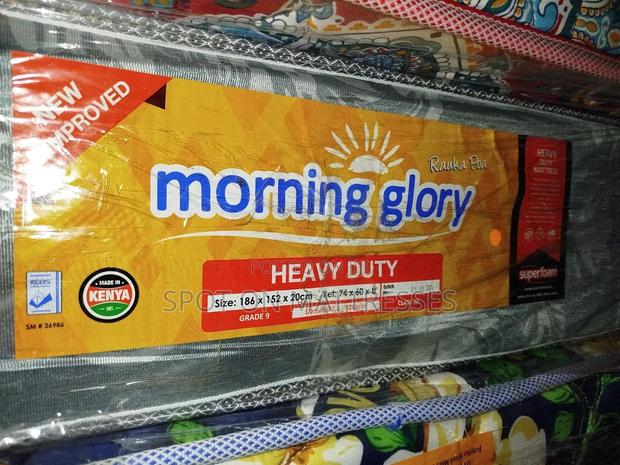 NEW
IMPROVED
Rauka Poa
morning glory
HEAVY DUTY
Size: 186 x 152 x 20cm Ref: 74 x 60 x 8
GRADE 9
KEBS
MADE IN
KENYA
SM # 26986
HEAVY
DUTY
MATTRESS
superfoam
SPOT ON MATTRESSES